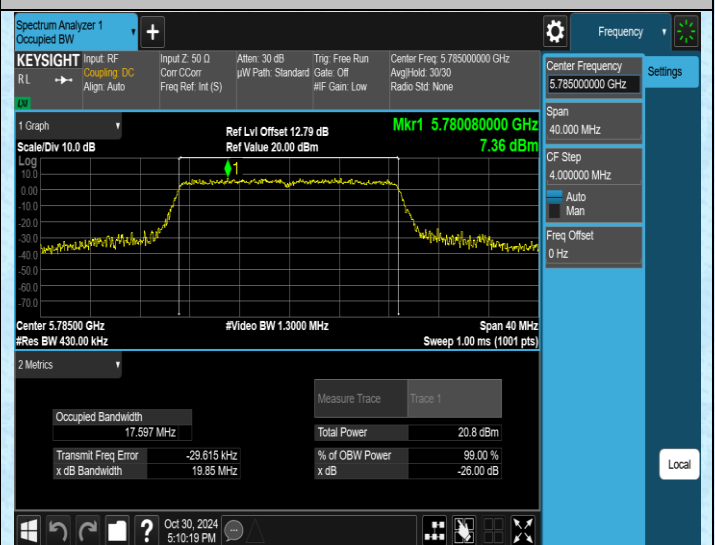 Spectrum Analyzer 1
Occupied BW
+
Frequency
KEYSIGHT
RL
LXI
Input: RF
Coupling: DC
Align: Auto
Input Z: 50 Ω
Corr CCorr
Freq Ref: Int (S)
Atten: 30 dB
µW Path: Standard
Trig: Free Run
Gate: Off
#IF Gain: Low
Center Freq: 5.785000000 GHz
Avg|Hold: 30/30
Radio Std: None
Center Frequency
5.785000000 GHz
Settings
Span
40.000 MHz
CF Step
4.000000 MHz
Auto
Man
Freq Offset
0 Hz
1 Graph
Scale/Div 10.0 dB
Ref Lvl Offset 12.79 dB
Ref Value 20.00 dBm
Mkr1 5.780080000 GHz
7.36 dBm
Log
10.0
0.00
-10.0
-20.0
-30.0
-40.0
-50.0
-60.0
-70.0
1
Center 5.78500 GHz
#Res BW 430.00 kHz
#Video BW 1.3000 MHz
Span 40 MHz
Sweep 1.00 ms (1001 pts)
2 Metrics
Measure Trace
Trace 1
Occupied Bandwidth
17.597 MHz
Total Power 20.8 dBm
Transmit Freq Error -29.615 kHz
% of OBW Power 99.00 %
x dB Bandwidth 19.85 MHz
x dB -26.00 dB
Local
?
Oct 30, 2024
5:10:19 PM